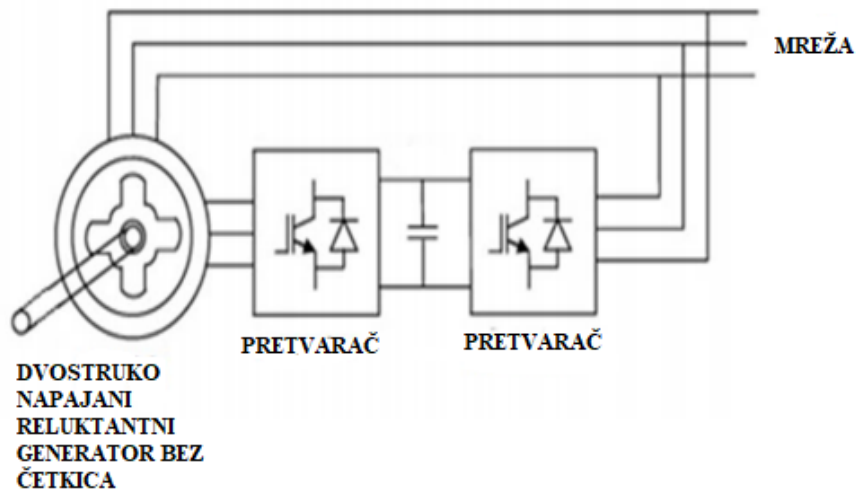 MREŽA
PRETVARAČ
PRETVARAČ
DVOSTRUKO
NAPAJANI
RELUKTANTNI
GENERATOR BEZ
ČETKICA